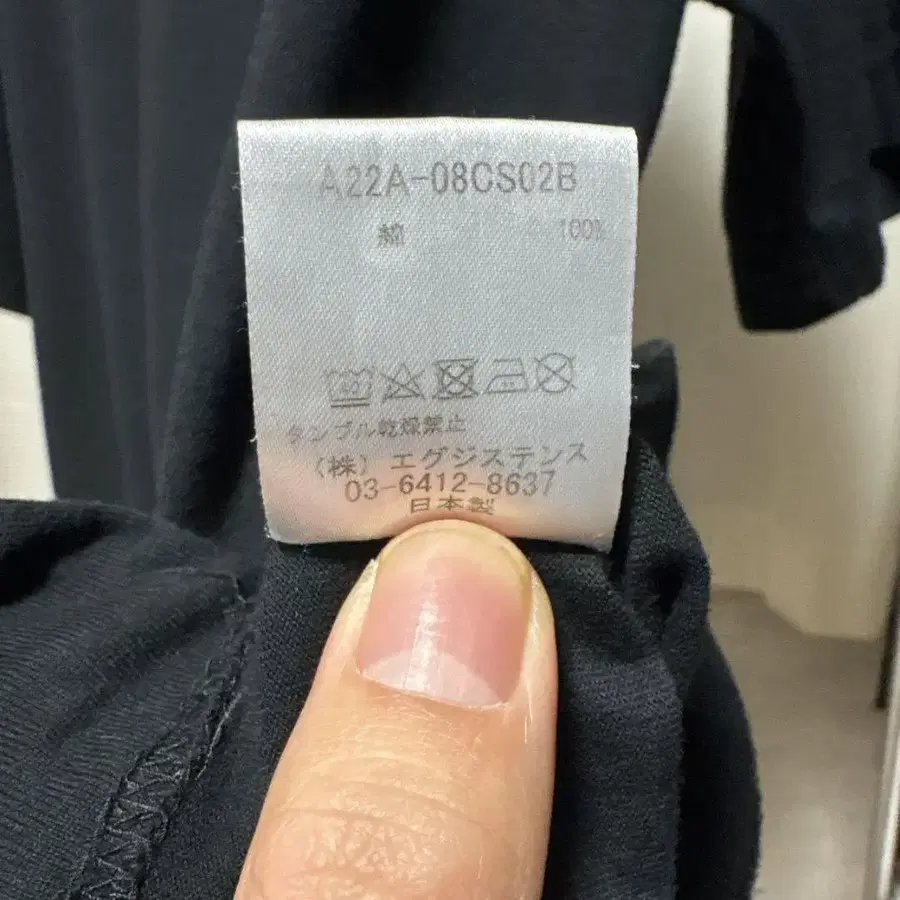 A22A-08CS02B
綿 100%
タンブル乾燥禁止
(株) エグジステンス
03-6412-8637
日本製